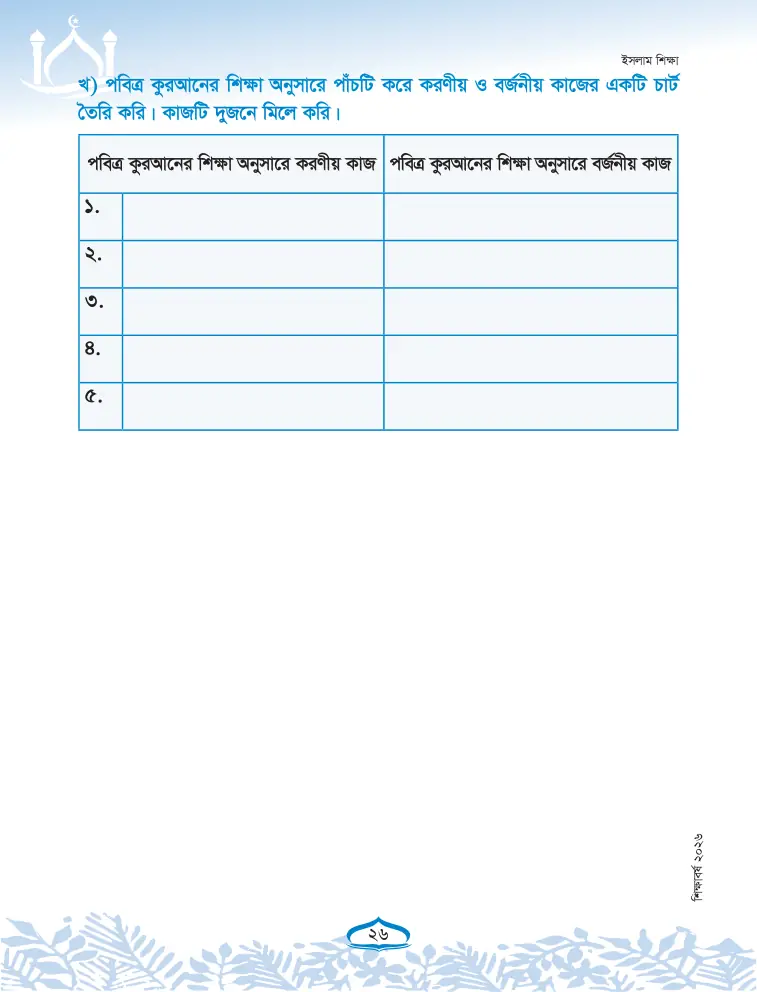 ইসলাম শিক্ষা
খ) পবিত্র কুরআনের শিক্ষা অনুসারে পাঁচটি করে করণীয় ও বর্জনীয় কাজের একটি চার্ট
তৈরি করি। কাজটি দুজনে মিলে করি।
পবিত্র কুরআনের শিক্ষা অনুসারে করণীয় কাজ পবিত্র কুরআনের শিক্ষা অনুসারে বর্জনীয় কাজ
১.
২.
৩.
৪.
৫.
শিক্ষাবর্ষ ২০২৬
২৬